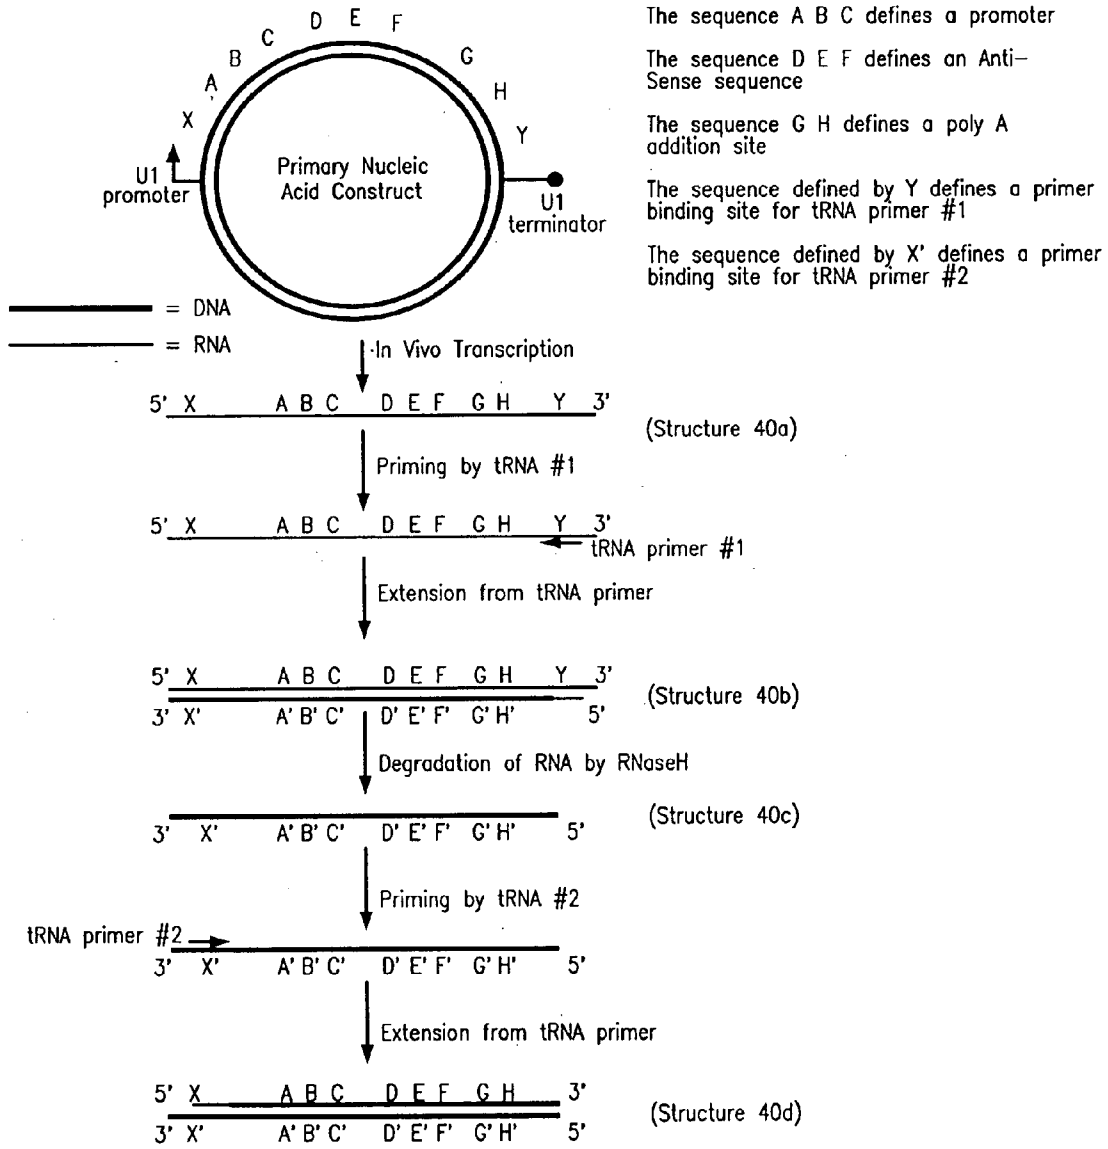 D E F
C G
B H
A
X Y
The sequence A B C defines a promoter
The sequence D E F defines an Anti-
Sense sequence
The sequence G H defines a poly A
addition site
The sequence defined by Y defines a primer
binding site for tRNA primer #1
The sequence defined by X' defines a primer
binding site for tRNA primer #2
U1
promoter
Primary Nucleic
Acid Construct
U1
terminator
= DNA
= RNA
In Vivo Transcription
5' X A B C D E F G H Y 3'
(Structure 40a)
Priming by tRNA #1
5' X A B C D E F G H Y 3'
tRNA primer #1
Extension from tRNA primer
5' X A B C D E F G H Y 3'
3' X' A' B' C' D' E' F' G' H' 5'
(Structure 40b)
Degradation of RNA by RNaseH
3' X' A' B' C' D' E' F' G' H' 5'
(Structure 40c)
Priming by tRNA #2
tRNA primer #2
3' X' A' B' C' D' E' F' G' H' 5'
Extension from tRNA primer
5' X A B C D E F G H 3'
3' X' A' B' C' D' E' F' G' H' 5'
(Structure 40d)